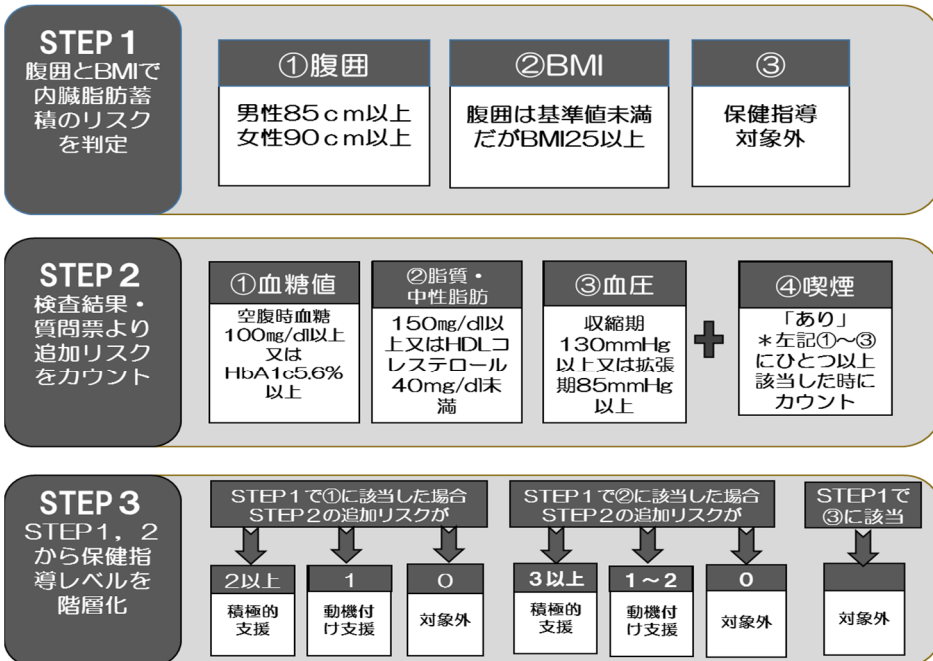 STEP1
腹囲とBMIで
内臓脂肪蓄
積のリスク
を判定
①腹囲
男性85cm以上
女性90cm以上
②BMI
腹囲は基準値未満
だがBMI25以上
③
保健指導
対象外
STEP2
検査結果・
質問票より
追加リスク
をカウント
①血糖値
空腹時血糖
100mg/dl以上
又は
HbA1c5.6%
以上
②脂質・
中性脂肪
150mg/dl以
上又はHDLコ
レステロール
40mg/dl未
満
③血圧
収縮期
130mmHg
以上又は拡張
期85mmHg
以上
+
④喫煙
「あり」
＊左記①～③
にひとつ以上
該当した時に
カウント
STEP3
STEP1，2
から保健指
導レベルを
階層化
STEP1で①に該当した場合
STEP2の追加リスクが
2以上
積極的
支援
1
動機付
け支援
0
対象外
STEP1で②に該当した場合
STEP2の追加リスクが
3以上
積極的
支援
1～2
動機付
け支援
0
対象外
STEP1で
③に該当
対象外